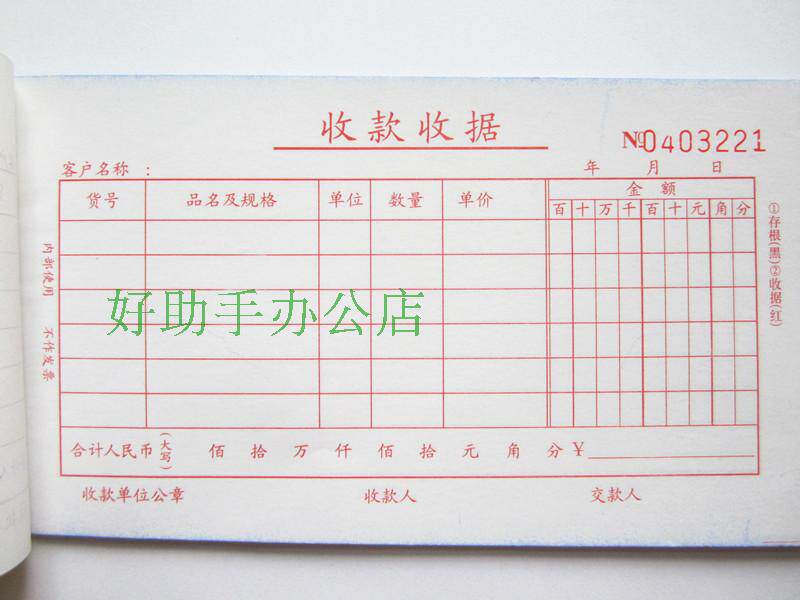 收款收据
№0403221
客户名称 : 年 月 日
货号 品名及规格 单位 数量 单价 金额
百 十 万 千 百 十 元 角 分
好助手办公店
合计人民币(大写) 佰 拾 万 仟 佰 拾 元 角 分 ¥
收款单位公章 收款人 交款人
内部使用 不作发票
①存根(黑)②收据(红)